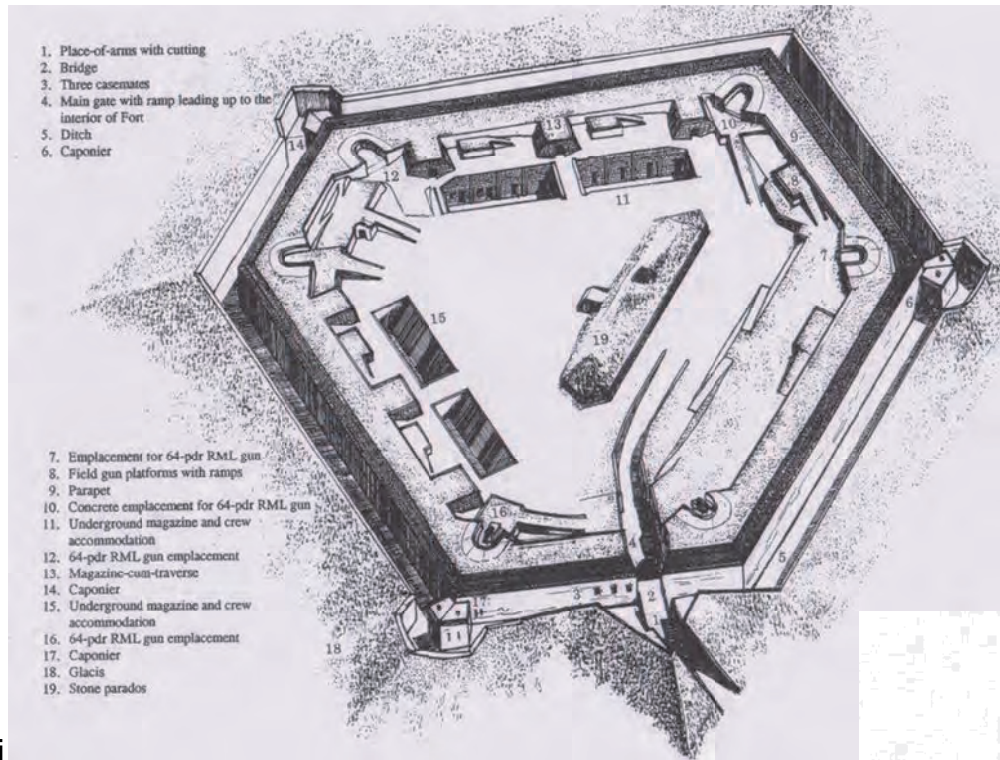 1. Place-of-arms with cutting
2. Bridge
3. Three casemates
4. Main gate with ramp leading up to the
interior of Fort
5. Ditch
6. Caponier
13
10
9
14
12
8
11
7
6
15
19
7. Emplacement for 64-pdr RML gun
8. Field gun platforms with ramps
9. Parapet
10. Concrete emplacement for 64-pdr RML gun
11. Underground magazine and crew
accommodation
12. 64-pdr RML gun emplacement
13. Magazine-cum-traverse
14. Caponier
15. Underground magazine and crew
accommodation
16. 64-pdr RML gun emplacement
17. Caponier
18. Glacis
19. Stone parados
16
4
5
3
2
17
1
18
i